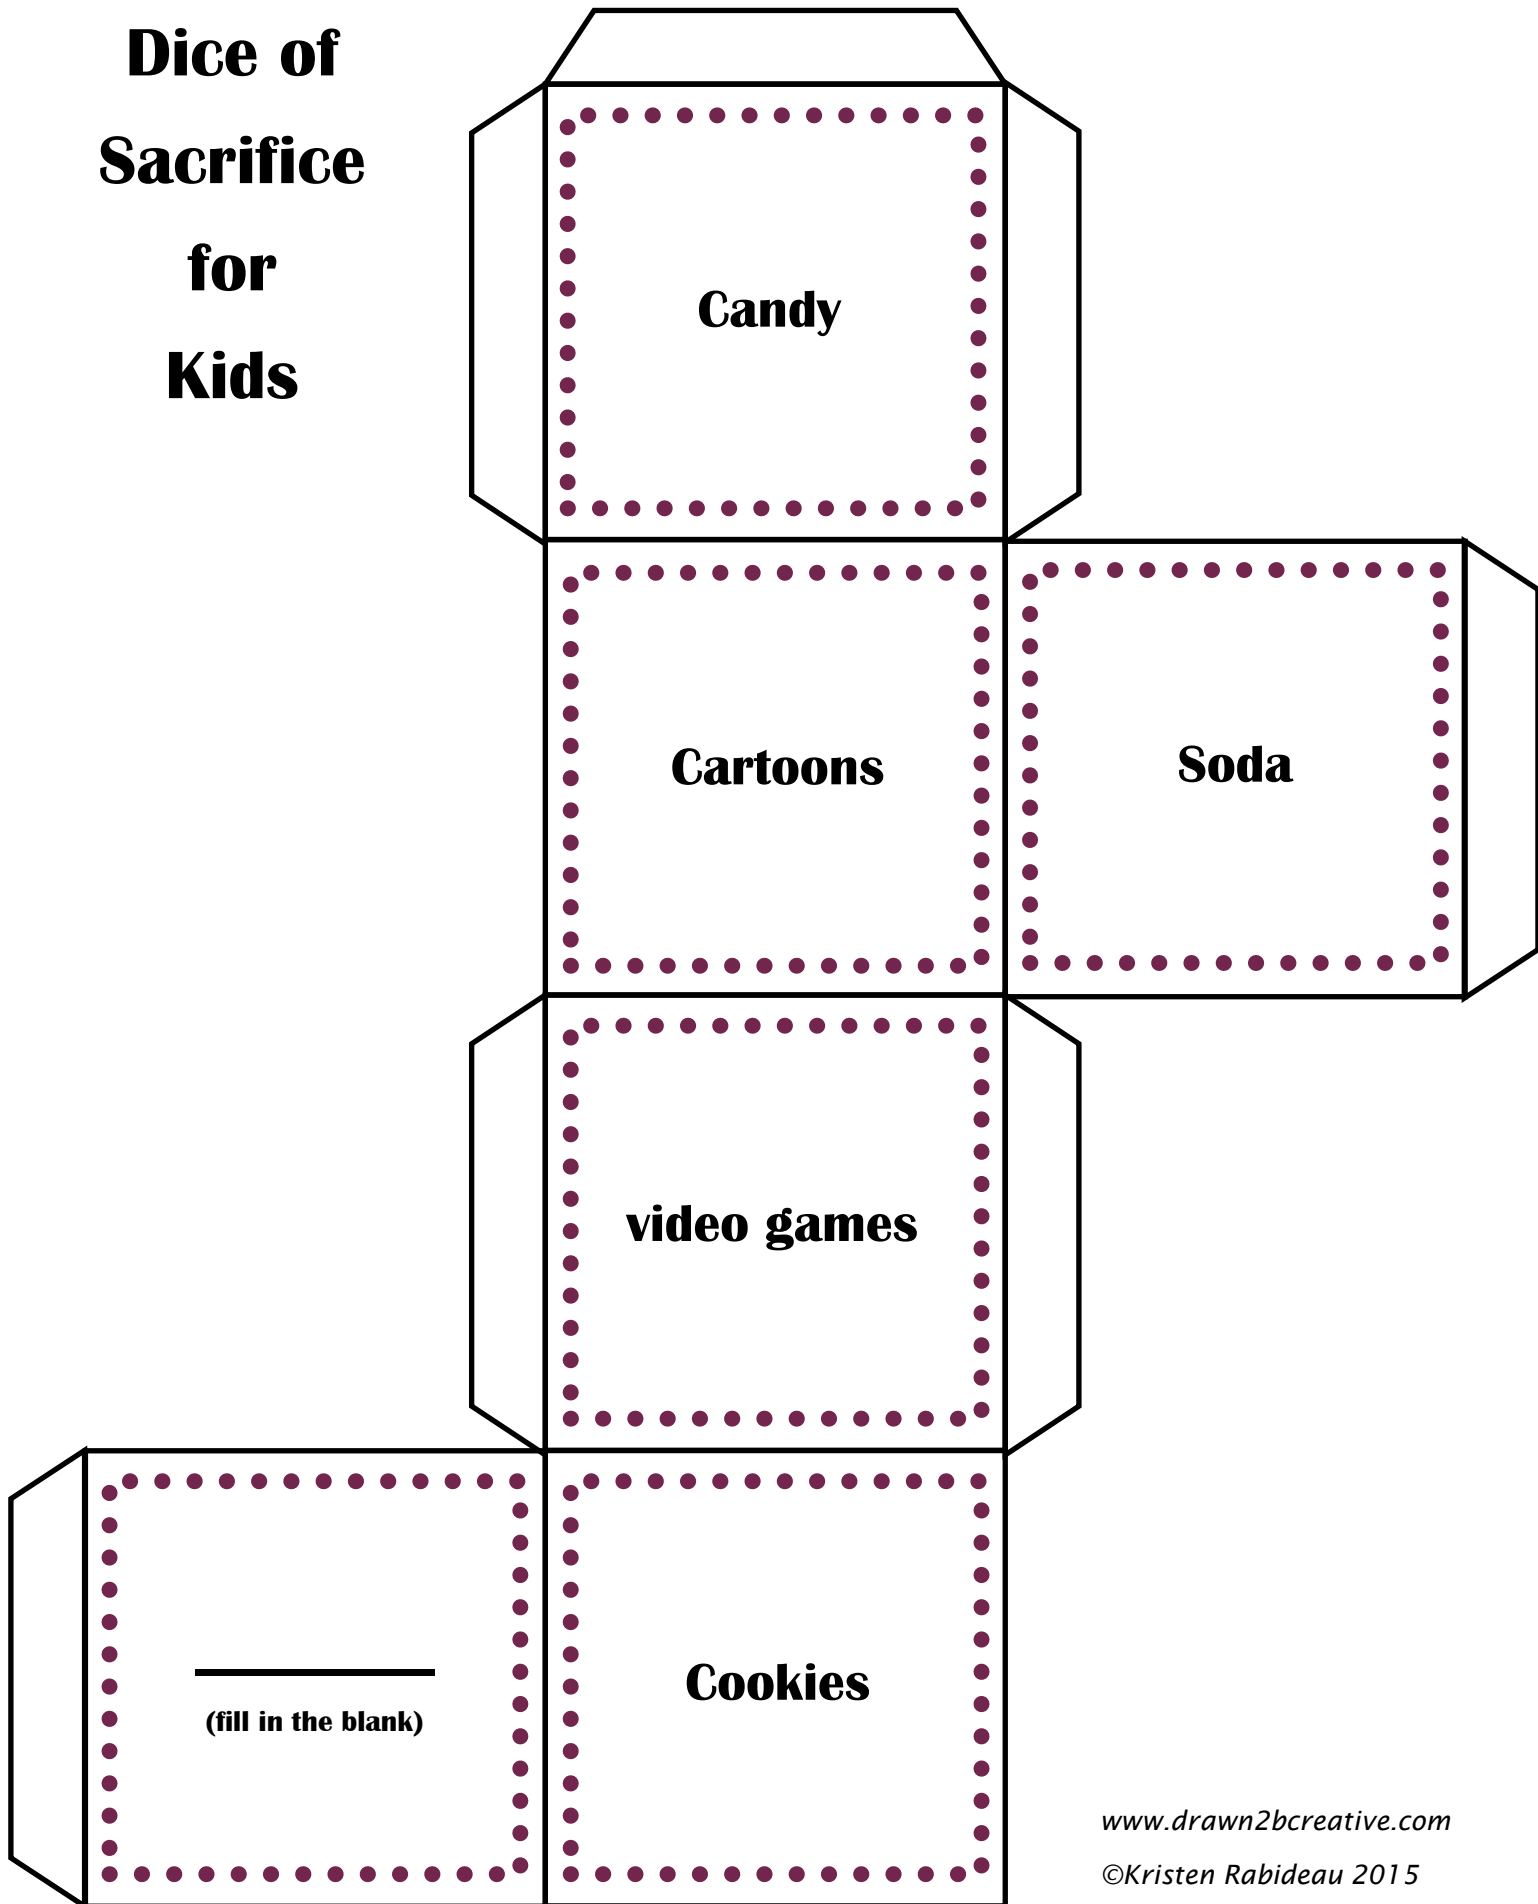 Dice of
Sacrifice
for
Kids
Candy
Cartoons
Soda
video games
(fill in the blank)
Cookies
www.drawn2bcreative.com
©Kristen Rabideau 2015